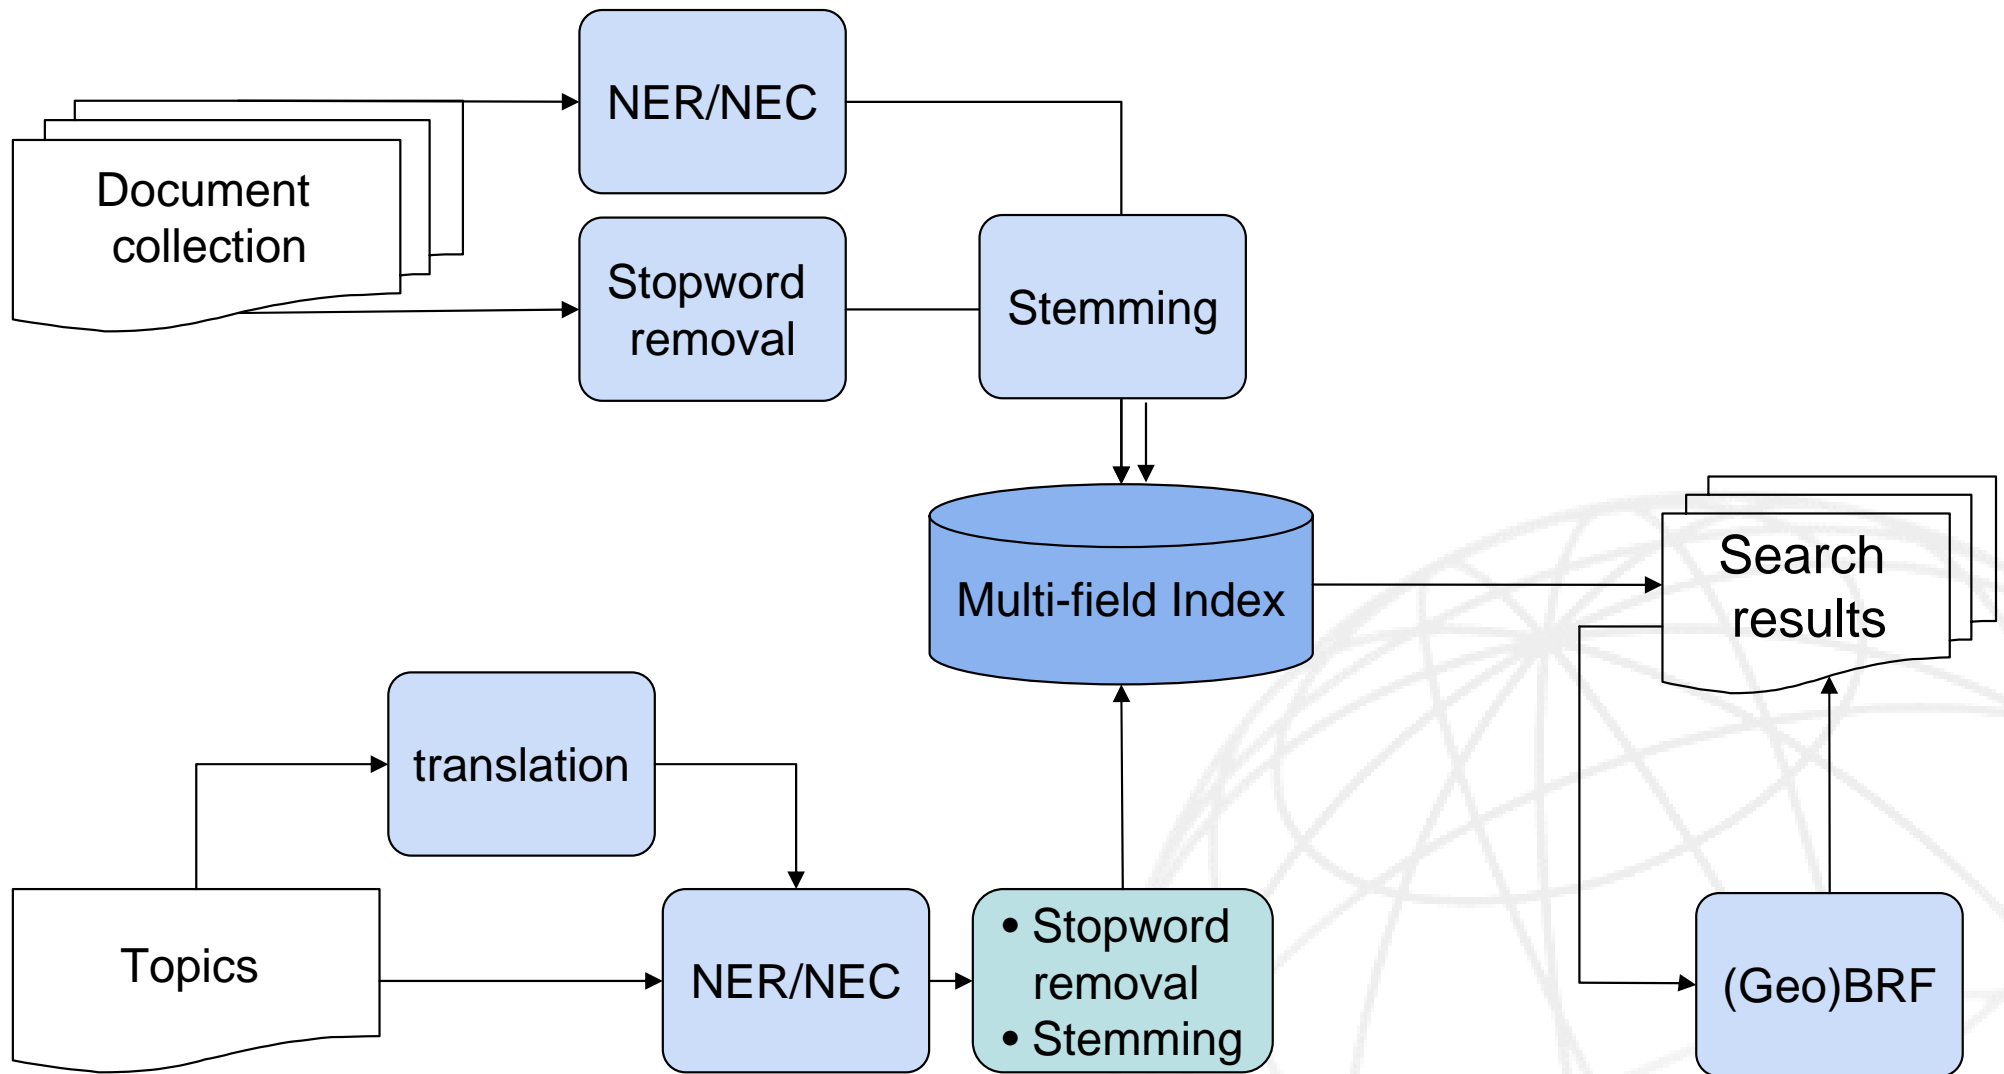 NER/NEC
Document
collection
Stopword
removal
Stemming
Multi-field Index
Search
results
translation
Topics
NER/NEC
• Stopword
removal
• Stemming
(Geo)BRF